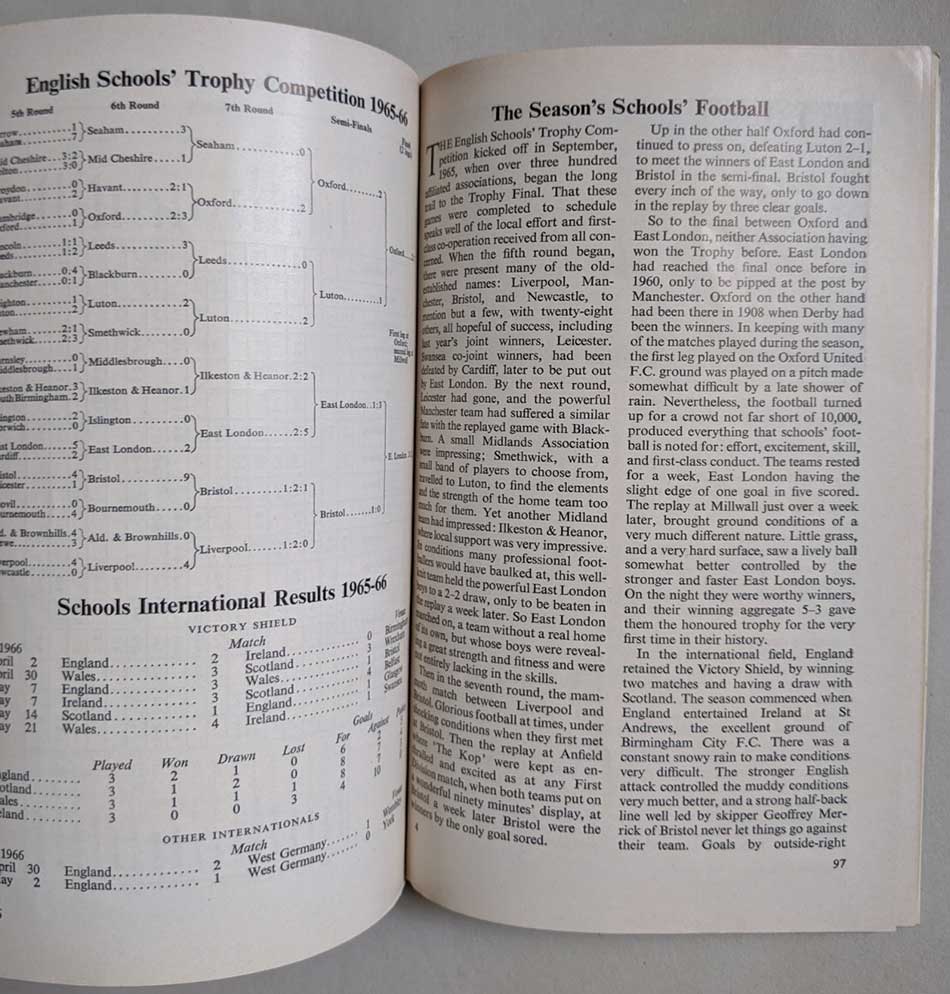 English Schools' Trophy Competition 1965-66
5th Round 6th Round 7th Round Semi-Finals
Seaham 3
Mid Cheshire 1
Seaham 0
Havant 2:1
Oxford 2:3
Oxford 2
Oxford 2
Leeds 3
Blackburn 0
Leeds 0
Luton 2
Smethwick 0
Luton 2
Luton 1
Middlesbrough 0
Ilkeston & Heanor 1
Ilkeston & Heanor 2:2
Islington 0
East London 2
East London 2:5
East London 1:3
Bristol 9
Bournemouth 0
Bristol 1:2:1
Bristol 1:0
Ald. & Brownhills 0
Liverpool 4
Liverpool 1:2:0
Schools International Results 1965-66
VICTORY SHIELD
1966 Match Venue
2 England 2 Ireland 0 Birmingham
30 Wales 3 Scotland 3 Wrexham
7 England 3 Wales 1 Bristol
7 Ireland 3 Scotland 4 Belfast
14 Scotland 1 England 1 Glasgow
21 Wales 4 Ireland 1 Swansea
Goals
Played Won Drawn Lost For Against
3 2 1 0 6 2
3 1 2 0 8
3 1 1 1 8
3 0 0 3 4 10
OTHER INTERNATIONALS
1966 Match
30 England 2 West Germany 1
2 England 1 West Germany 0 York
The Season's Schools' Football
THE English Schools' Trophy Com-
petition kicked off in September,
1965, when over three hundred
affiliated associations, began the long
trail to the Trophy Final. That these
games were completed to schedule
speaks well of the local effort and first-
class co-operation received from all con-
cerned. When the fifth round began,
there were present many of the old-
established names: Liverpool, Man-
chester, Bristol, and Newcastle, to
mention but a few, with twenty-eight
others, all hopeful of success, including
last year's joint winners, Leicester.
Swansea co-joint winners, had been
defeated by Cardiff, later to be put out
by East London. By the next round,
Leicester had gone, and the powerful
Manchester team had suffered a similar
fate with the replayed game with Black-
burn. A small Midlands Association
were impressing; Smethwick, with a
small band of players to choose from,
travelled to Luton, to find the elements
and the strength of the home team too
much for them. Yet another Midland
team had impressed: Ilkeston & Heanor,
where local support was very impressive.
In conditions many professional foot-
ballers would have baulked at, this well-
knit team held the powerful East London
boys to a 2–2 draw, only to be beaten in
the replay a week later. So East London
marched on, a team without a real home
of its own, but whose boys were reveal-
ing a great strength and fitness and were
not entirely lacking in the skills.
Then in the seventh round, the mam-
moth match between Liverpool and
Bristol. Glorious football at times, under
shocking conditions when they first met
at Bristol. Then the replay at Anfield
where 'The Kop' were kept as en-
thralled and excited as at any First
Division match, when both teams put on
a wonderful ninety minutes' display, at
Bristol a week later Bristol were the
winners by the only goal sored.
4
Up in the other half Oxford had con-
tinued to press on, defeating Luton 2–1,
to meet the winners of East London and
Bristol in the semi-final. Bristol fought
every inch of the way, only to go down
in the replay by three clear goals.
So to the final between Oxford and
East London, neither Association having
won the Trophy before. East London
had reached the final once before in
1960, only to be pipped at the post by
Manchester. Oxford on the other hand
had been there in 1908 when Derby had
been the winners. In keeping with many
of the matches played during the season,
the first leg played on the Oxford United
F.C. ground was played on a pitch made
somewhat difficult by a late shower of
rain. Nevertheless, the football turned
up for a crowd not far short of 10,000,
produced everything that schools' foot-
ball is noted for: effort, excitement, skill,
and first-class conduct. The teams rested
for a week, East London having the
slight edge of one goal in five scored.
The replay at Millwall just over a week
later, brought ground conditions of a
very much different nature. Little grass,
and a very hard surface, saw a lively ball
somewhat better controlled by the
stronger and faster East London boys.
On the night they were worthy winners,
and their winning aggregate 5–3 gave
them the honoured trophy for the very
first time in their history.
In the international field, England
retained the Victory Shield, by winning
two matches and having a draw with
Scotland. The season commenced when
England entertained Ireland at St
Andrews, the excellent ground of
Birmingham City F.C. There was a
constant snowy rain to make conditions
very difficult. The stronger English
attack controlled the muddy conditions
very much better, and a strong half-back
line well led by skipper Geoffrey Mer-
rick of Bristol never let things go against
their team. Goals by outside-right
97